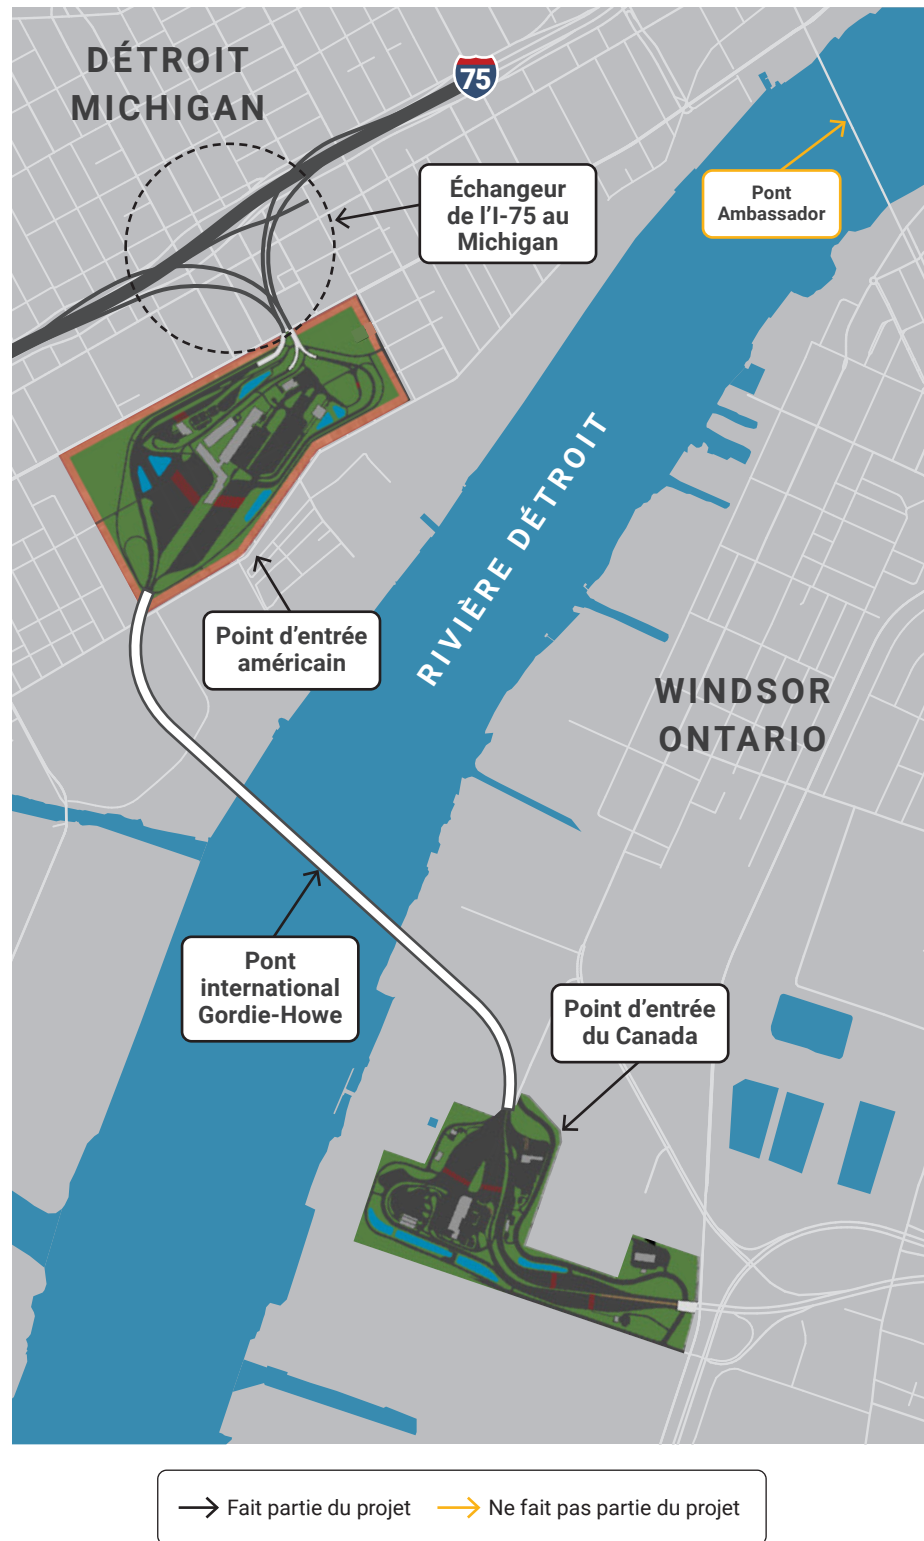 DÉTROIT
MICHIGAN
75
Échangeur
de l’I-75 au
Michigan
Pont
Ambassador
RIVIÈRE DÉTROIT
Point d’entrée
américain
WINDSOR
ONTARIO
Pont
international
Gordie-Howe
Point d’entrée
du Canada
Fait partie du projet
Ne fait pas partie du projet